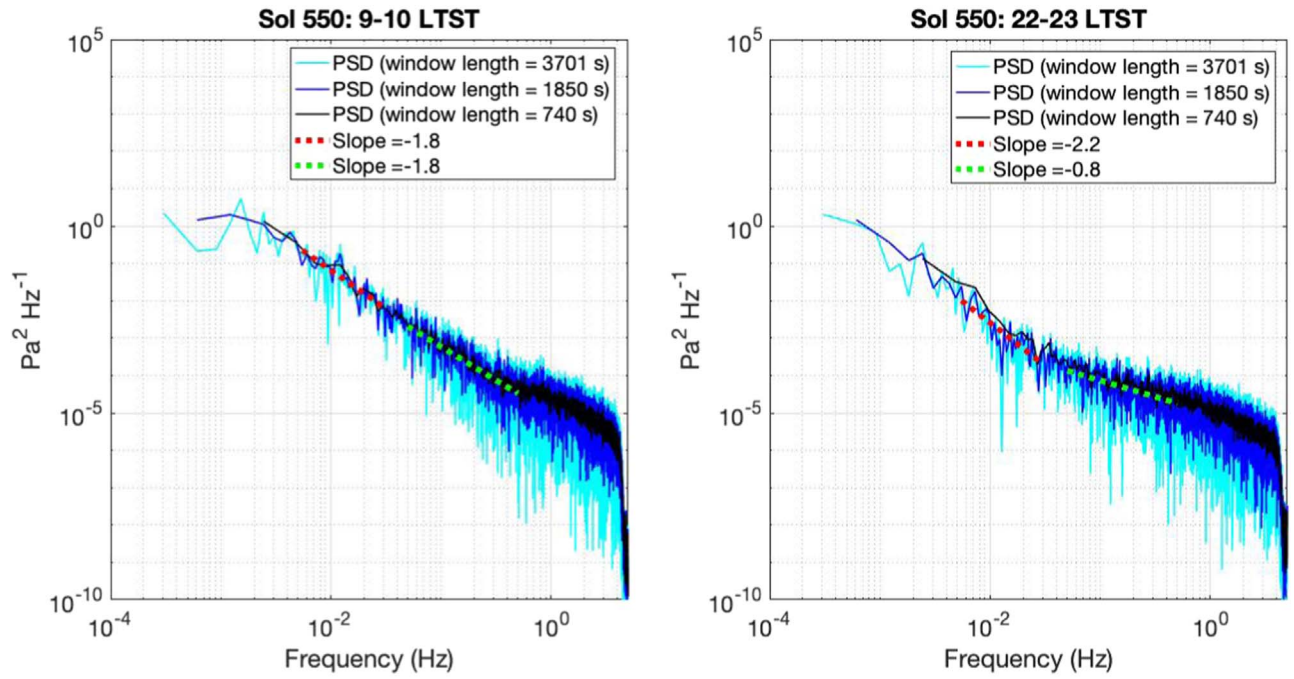 Sol 550: 9-10 LTST
10^5
10^0
10^-5
10^-10
Pa^2 Hz^-1
PSD (window length = 3701 s)
PSD (window length = 1850 s)
PSD (window length = 740 s)
Slope =-1.8
Slope =-1.8
10^-4
10^-2
10^0
Frequency (Hz)
Sol 550: 22-23 LTST
10^5
10^0
10^-5
10^-10
Pa^2 Hz^-1
PSD (window length = 3701 s)
PSD (window length = 1850 s)
PSD (window length = 740 s)
Slope =-2.2
Slope =-0.8
10^-4
10^-2
10^0
Frequency (Hz)